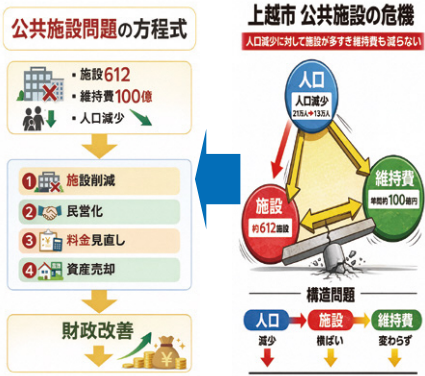 公共施設問題の方程式
・施設612
・維持費100億
・人口減少
1 施設削減
2 民営化
3 料金見直し
4 資産売却
財政改善
上越市 公共施設の危機
人口減少に対して施設が多すぎ維持費も減らない
人口
人口減少
21万人➡13万人
施設
約612施設
維持費
年間約100億円
構造問題
人口
施設
維持費
減少
横ばい
変わらず